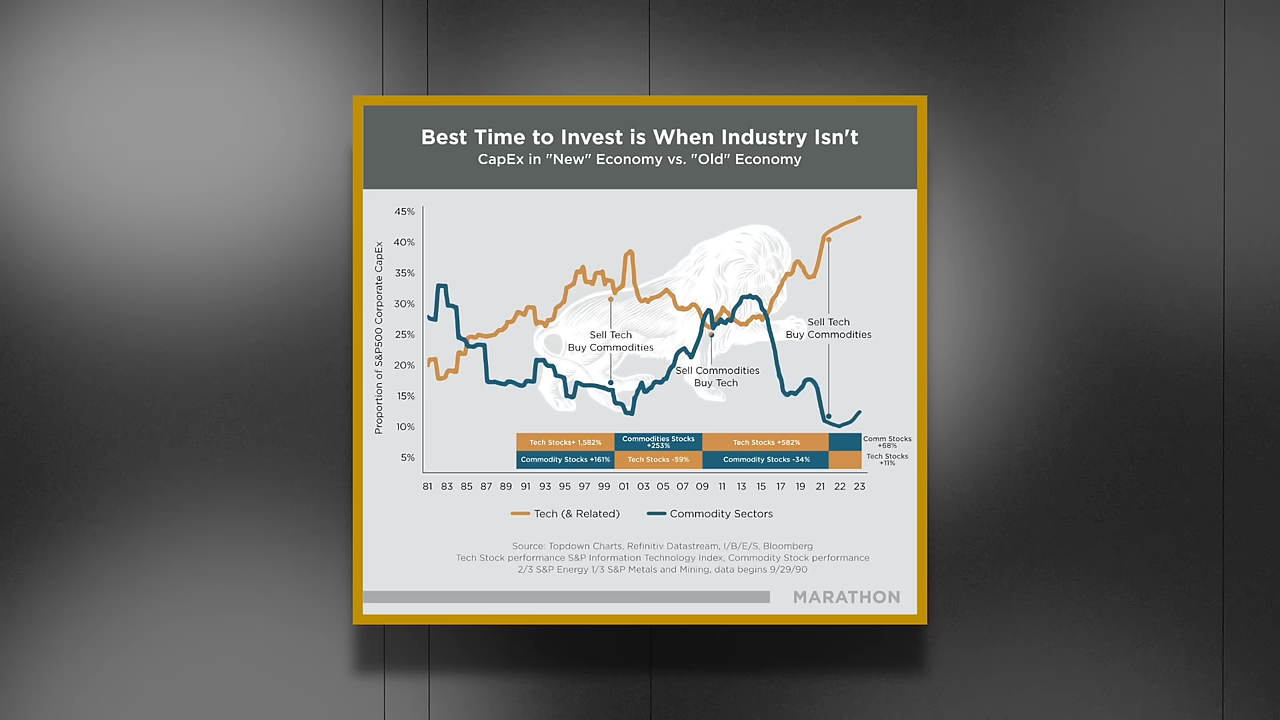 Best Time to Invest is When Industry Isn't
CapEx in "New" Economy vs. "Old" Economy
Proportion of S&P500 Corporate CapEx
45%
40%
35%
30%
25%
20%
15%
10%
5%
Sell Tech
Buy Commodities
Sell Commodities
Buy Tech
Sell Tech
Buy Commodities
Tech Stocks+ 1,582%
Commodities Stocks
+253%
Tech Stocks +582%
Comm Stocks
+68%
Commodity Stocks +161%
Tech Stocks -59%
Commodity Stocks -34%
Tech Stocks
+11%
81 83 85 87 89 91 93 95 97 99 01 03 05 07 09 11 13 15 17 19 21 22 23
Tech (& Related)
Commodity Sectors
Source: Topdown Charts, Refinitiv Datastream, I/B/E/S, Bloomberg
Tech Stock performance S&P Information Technology Index, Commodity Stock performance
2/3 S&P Energy 1/3 S&P Metals and Mining, data begins 9/29/90
MARATHON